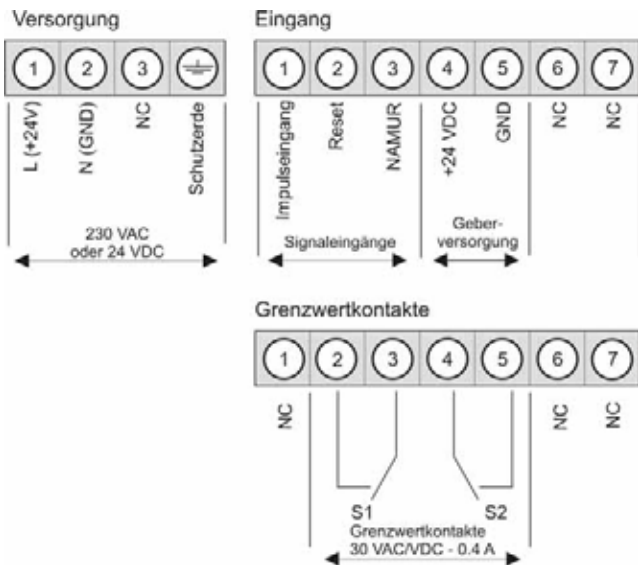 Versorgung
1 2 3
L (+24V)
N (GND)
NC
Schutzerde
230 VAC
oder 24 VDC
Eingang
1 2 3 4 5 6 7
Impulseingang
Reset
NAMUR
+24 VDC
GND
NC
NC
Signaleingänge
Geber-
versorgung
Grenzwertkontakte
1 2 3 4 5 6 7
NC
NC
NC
S1
S2
Grenzwertkontakte
30 VAC/VDC - 0.4 A